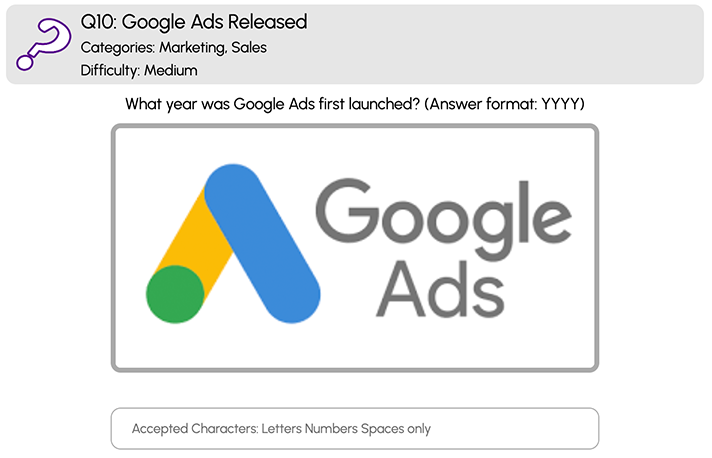 Q10: Google Ads Released
Categories: Marketing, Sales
Difficulty: Medium
What year was Google Ads first launched? (Answer format: YYYY)
Google
Ads
Accepted Characters: Letters Numbers Spaces only